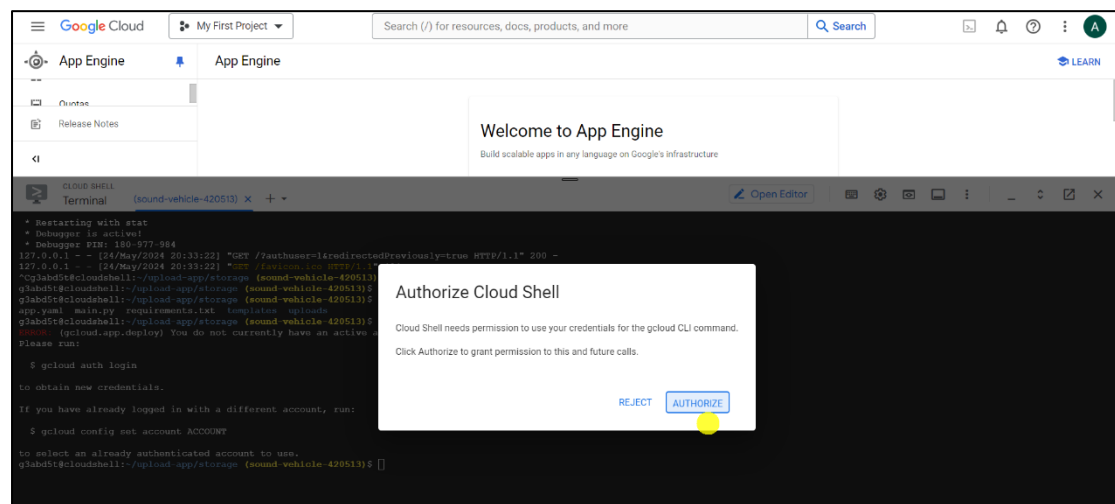 Google Cloud
My First Project
Search (/) for resources, docs, products, and more
Search
A
App Engine
App Engine
LEARN
Quotas
Release Notes
Welcome to App Engine
Build scalable apps in any language on Google's infrastructure
CLOUD SHELL
Terminal
(sound-vehicle-420513)
Open Editor
* Restarting with stat
* Debugger is active!
* Debugger PIN: 180-977-984
127.0.0.1 - - [24/May/2024 20:33:22] "GET /?authuser=1&redirectedPreviously=true HTTP/1.1" 200 -
127.0.0.1 - - [24/May/2024 20:33:22] "GET /favicon.ico HTTP/1.1"
^Cg3abd5t@cloudshell:~/upload-app/storage (sound-vehicle-420513)
g3abd5t@cloudshell:~/upload-app/storage (sound-vehicle-420513)$
g3abd5t@cloudshell:~/upload-app/storage (sound-vehicle-420513)$
app.yaml main.py requirements.txt templates uploads
g3abd5t@cloudshell:~/upload-app/storage (sound-vehicle-420513)$
ERROR: (gcloud.app.deploy) You do not currently have an active a
Please run:
$ gcloud auth login
to obtain new credentials.
If you have already logged in with a different account, run:
$ gcloud config set account ACCOUNT
to select an already authenticated account to use.
g3abd5t@cloudshell:~/upload-app/storage (sound-vehicle-420513)$
Authorize Cloud Shell
Cloud Shell needs permission to use your credentials for the gcloud CLI command.
Click Authorize to grant permission to this and future calls.
REJECT
AUTHORIZE